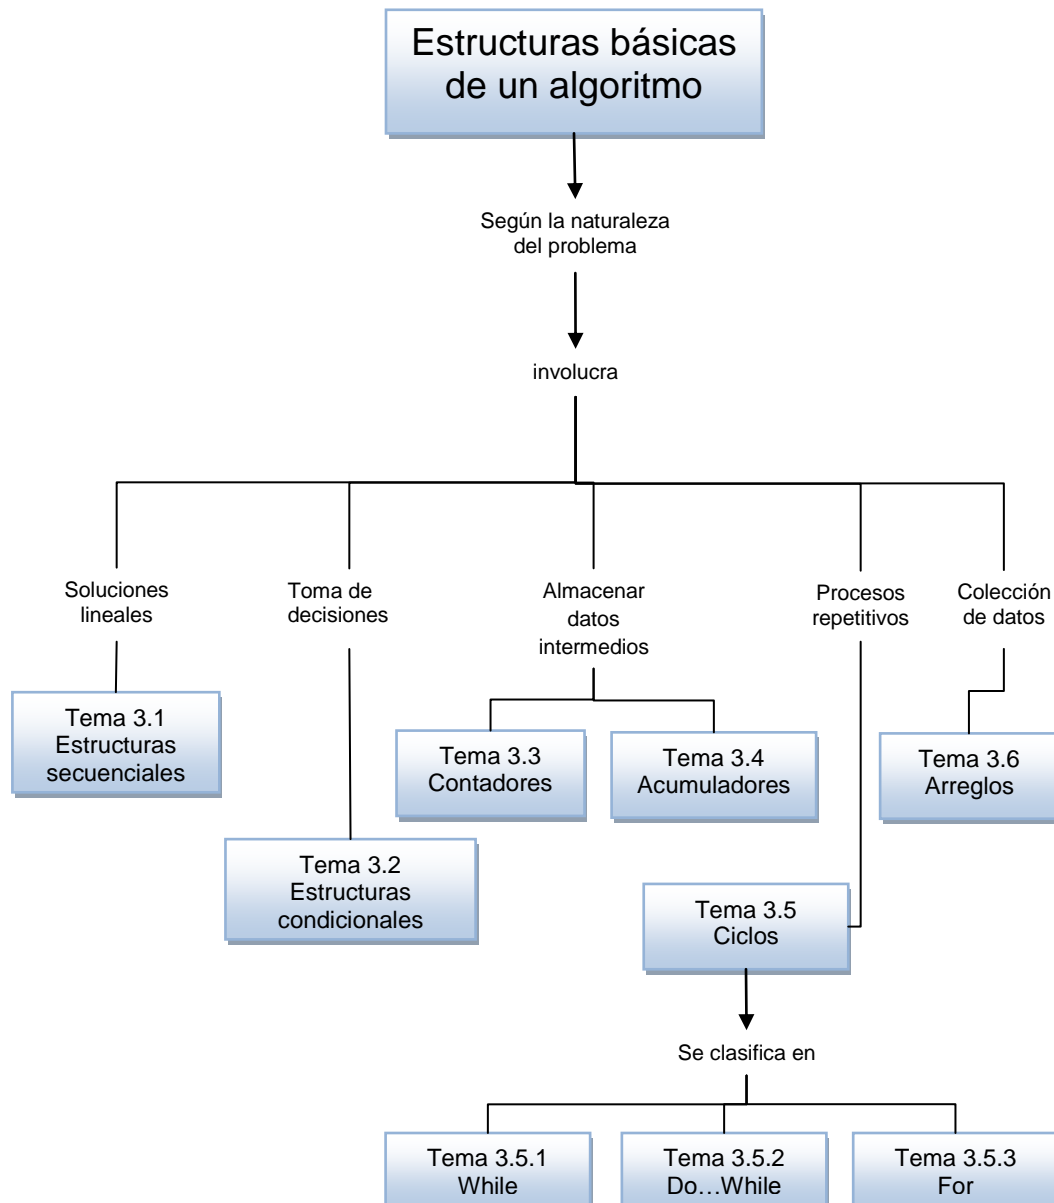 Estructuras básicas
de un algoritmo
Según la naturaleza
del problema
involucra
Soluciones
lineales
Toma de
decisiones
Almacenar
datos
intermedios
Procesos
repetitivos
Colección
de datos
Tema 3.1
Estructuras
secuenciales
Tema 3.2
Estructuras
condicionales
Tema 3.3
Contadores
Tema 3.4
Acumuladores
Tema 3.6
Arreglos
Tema 3.5
Ciclos
Se clasifica en
Tema 3.5.1
While
Tema 3.5.2
Do…While
Tema 3.5.3
For